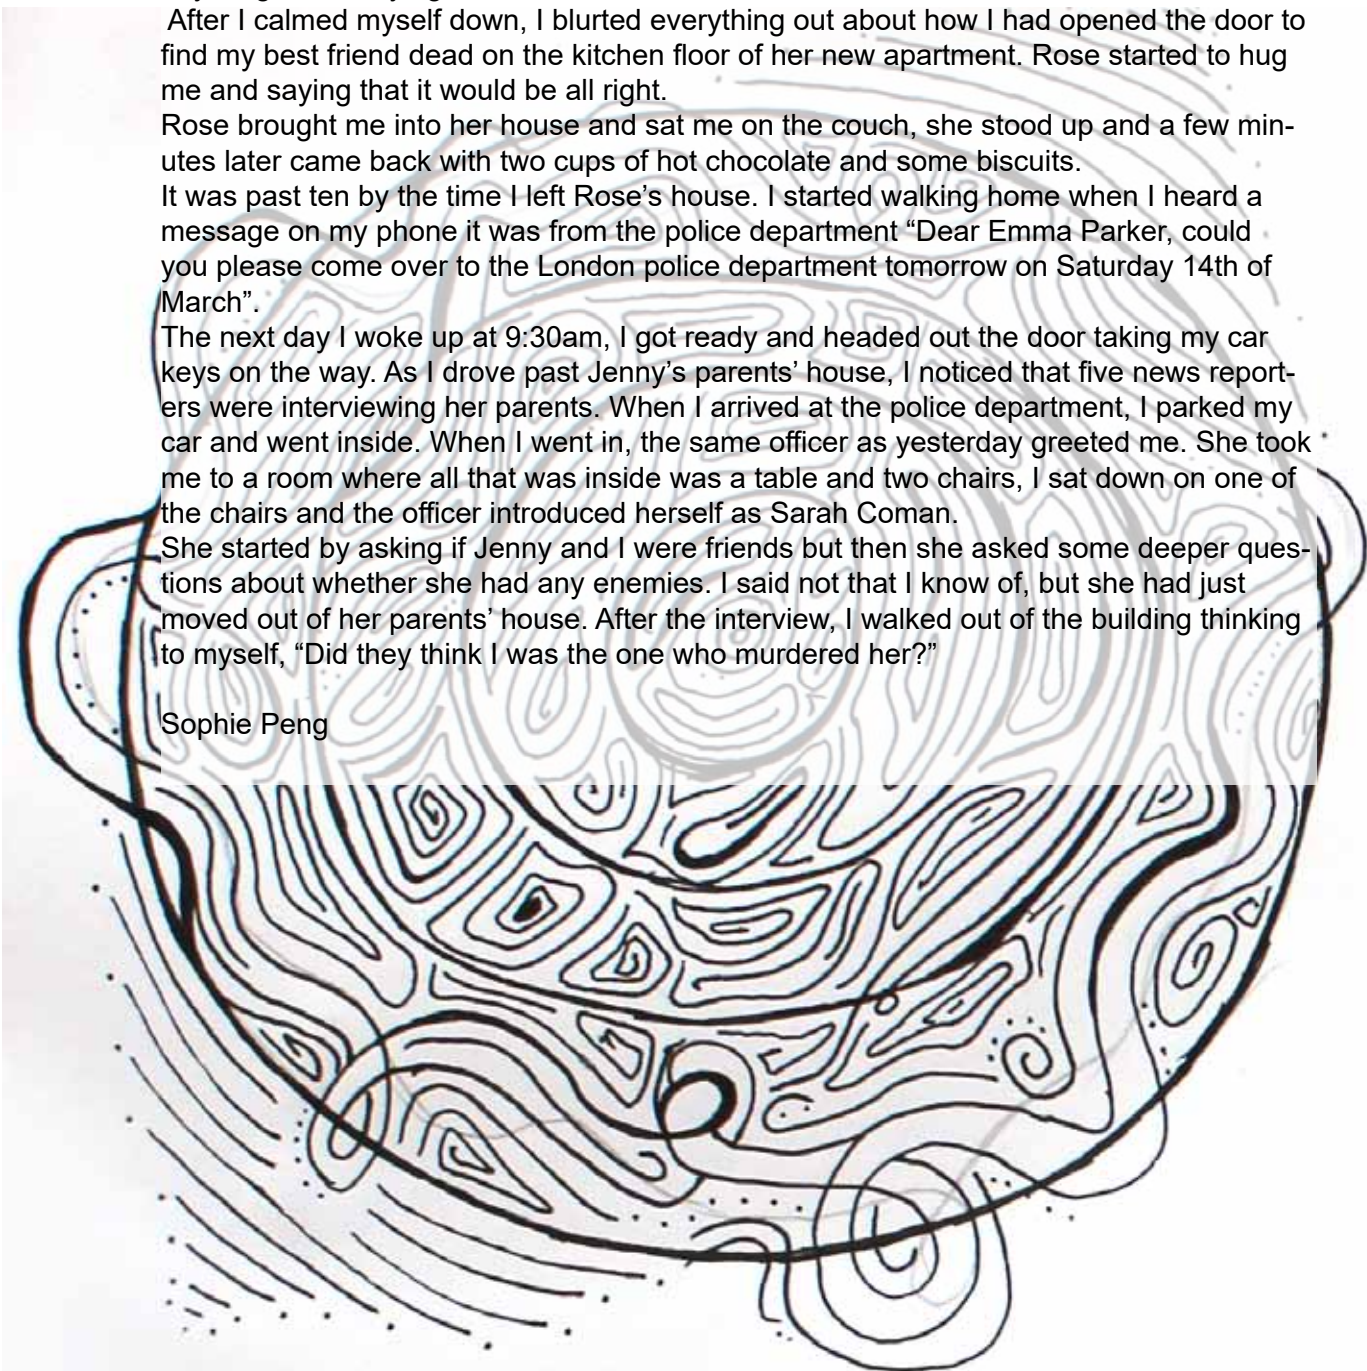 After I calmed myself down, I blurted everything out about how I had opened the door to
find my best friend dead on the kitchen floor of her new apartment. Rose started to hug
me and saying that it would be all right.
Rose brought me into her house and sat me on the couch, she stood up and a few min-
utes later came back with two cups of hot chocolate and some biscuits.
It was past ten by the time I left Rose’s house. I started walking home when I heard a
message on my phone it was from the police department “Dear Emma Parker, could
you please come over to the London police department tomorrow on Saturday 14th of
March”.
The next day I woke up at 9:30am, I got ready and headed out the door taking my car
keys on the way. As I drove past Jenny’s parents’ house, I noticed that five news report-
ers were interviewing her parents. When I arrived at the police department, I parked my
car and went inside. When I went in, the same officer as yesterday greeted me. She took
me to a room where all that was inside was a table and two chairs, I sat down on one of
the chairs and the officer introduced herself as Sarah Coman.
She started by asking if Jenny and I were friends but then she asked some deeper ques-
tions about whether she had any enemies. I said not that I know of, but she had just
moved out of her parents’ house. After the interview, I walked out of the building thinking
to myself, “Did they think I was the one who murdered her?”
Sophie Peng